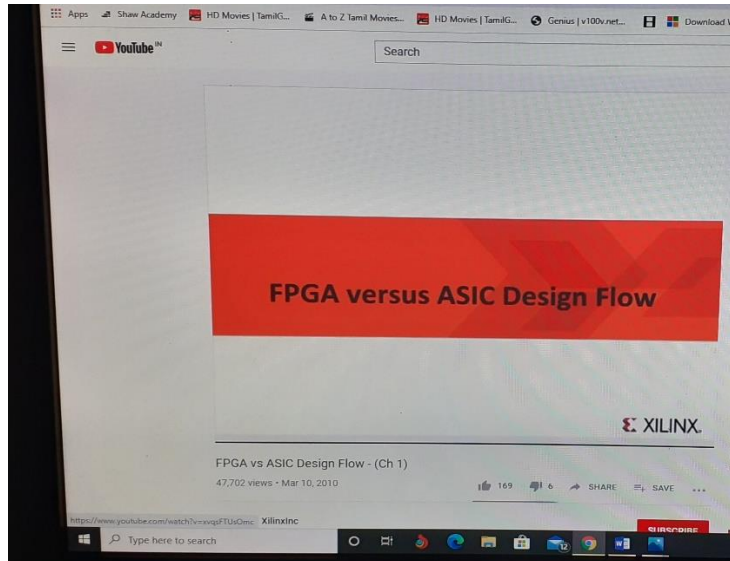 Apps Shaw Academy HD Movies | TamilG... A to Z Tamil Movies... HD Movies | TamilG... Genius | v100v.net... Download
YouTube IN
Search
FPGA versus ASIC Design Flow
XILINX.
FPGA vs ASIC Design Flow - (Ch 1)
47,702 views • Mar 10, 2010 169 6 SHARE SAVE
XilinxInc
SUBSCRIBE
Type here to search
12